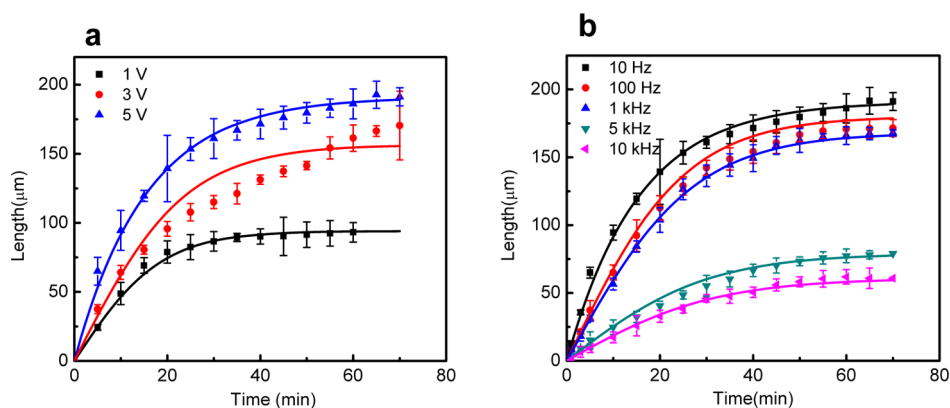 a
200
150
100
50
0
Length(μm)
1 V
3 V
5 V
0 20 40 60 80
Time (min)
b
200
150
100
50
0
Length(μm)
10 Hz
100 Hz
1 kHz
5 kHz
10 kHz
0 20 40 60 80
Time(min)